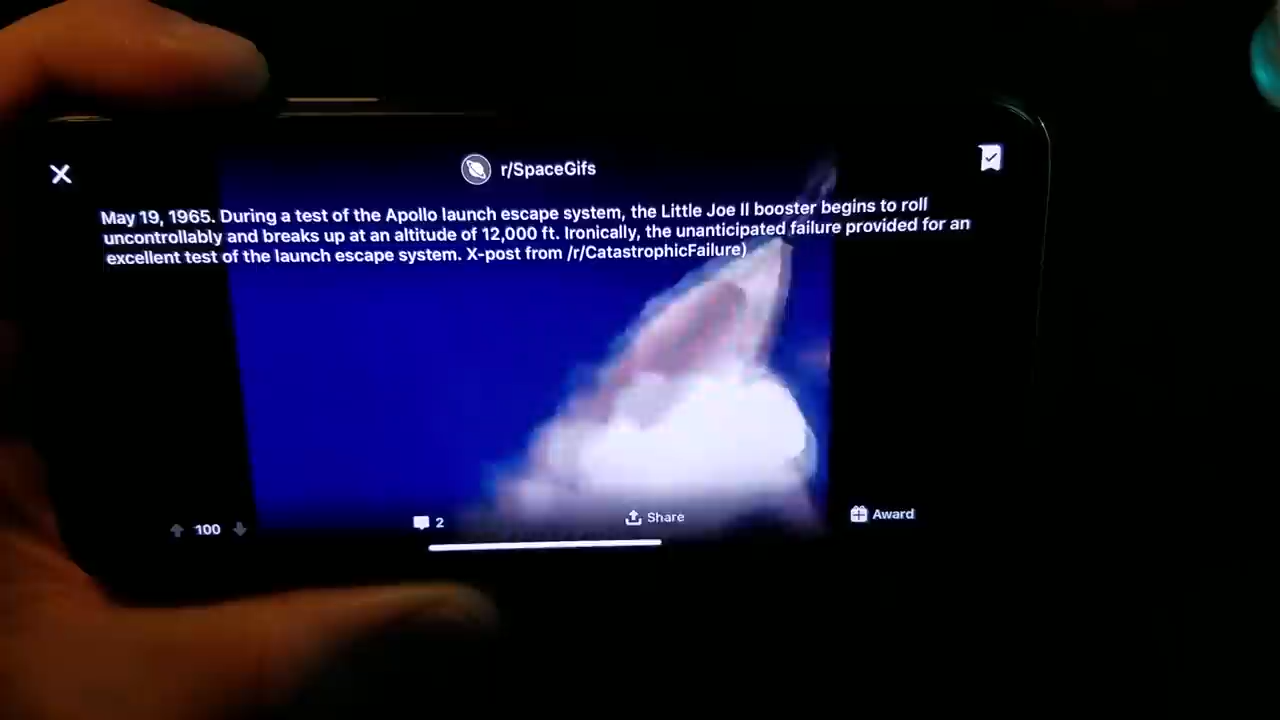 r/SpaceGifs
May 19, 1965. During a test of the Apollo launch escape system, the Little Joe II booster begins to roll
uncontrollably and breaks up at an altitude of 12,000 ft. Ironically, the unanticipated failure provided for an
excellent test of the launch escape system. X-post from /r/CatastrophicFailure)
100
2
Share
Award